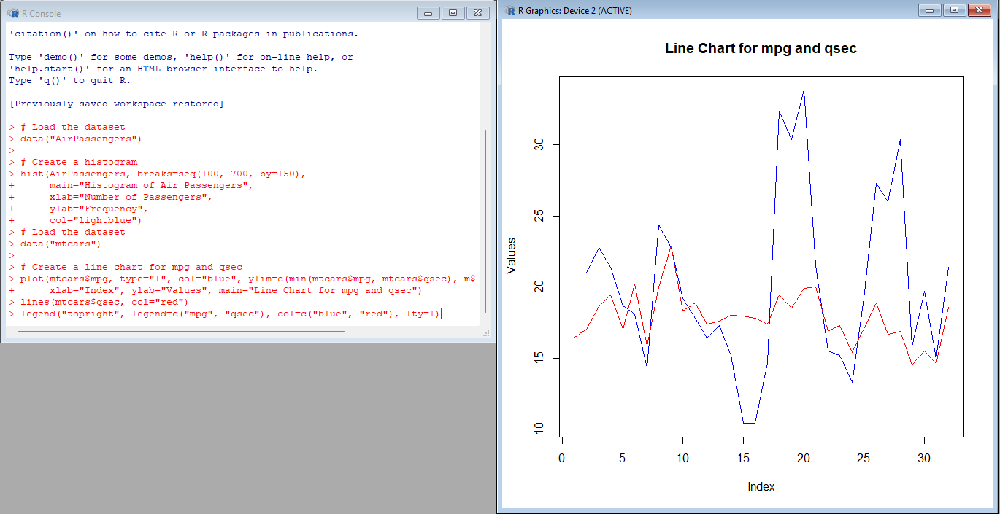 R Console
'citation()' on how to cite R or R packages in publications.
Type 'demo()' for some demos, 'help()' for on-line help, or
'help.start()' for an HTML browser interface to help.
Type 'q()' to quit R.
[Previously saved workspace restored]
> # Load the dataset
> data("AirPassengers")
>
> # Create a histogram
> hist(AirPassengers, breaks=seq(100, 700, by=150),
+      main="Histogram of Air Passengers",
+      xlab="Number of Passengers",
+      ylab="Frequency",
+      col="lightblue")
> # Load the dataset
> data("mtcars")
>
> # Create a line chart for mpg and qsec
> plot(mtcars$mpg, type="l", col="blue", ylim=c(min(mtcars$mpg, mtcars$qsec), m$
+      xlab="Index", ylab="Values", main="Line Chart for mpg and qsec")
> lines(mtcars$qsec, col="red")
> legend("topright", legend=c("mpg", "qsec"), col=c("blue", "red"), lty=1)
R Graphics: Device 2 (ACTIVE)
Line Chart for mpg and qsec
Values
30
25
20
15
10
0 5 10 15 20 25 30
Index